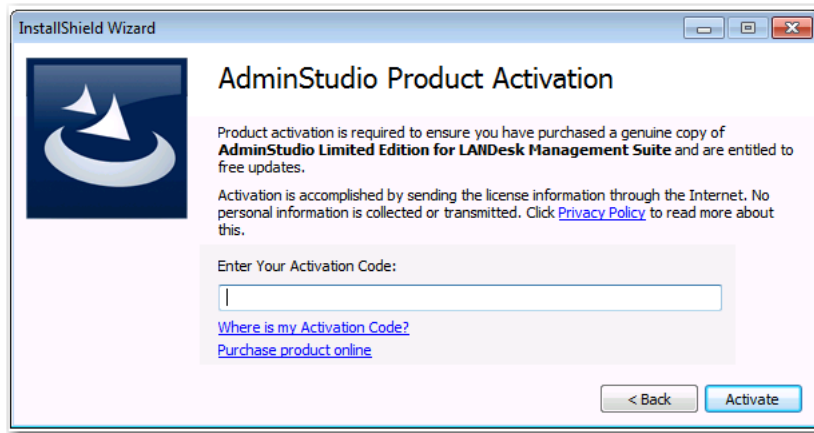 InstallShield Wizard
AdminStudio Product Activation
Product activation is required to ensure you have purchased a genuine copy of
AdminStudio Limited Edition for LANDesk Management Suite and are entitled to
free updates.
Activation is accomplished by sending the license information through the Internet. No
personal information is collected or transmitted. Click Privacy Policy to read more about
this.
Enter Your Activation Code:
Where is my Activation Code?
Purchase product online
< Back
Activate